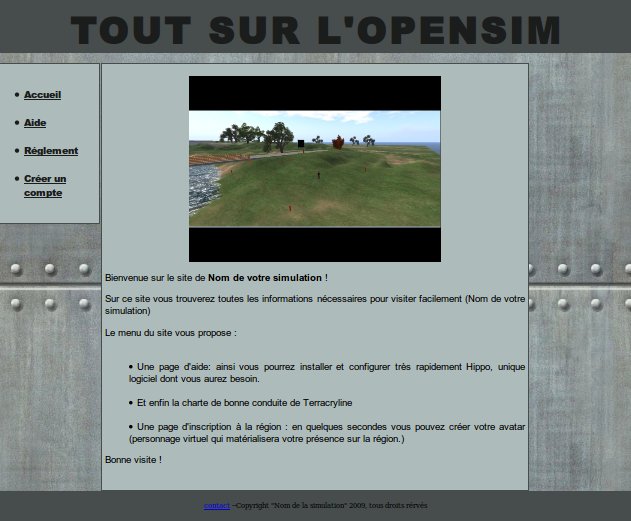 TOUT SUR L'OPENSIM
Accueil
Aide
Réglement
Créer un
compte
Bienvenue sur le site de Nom de votre simulation !
Sur ce site vous trouverez toutes les informations nécessaires pour visiter facilement (Nom de votre
simulation)
Le menu du site vous propose :
• Une page d'aide: ainsi vous pourrez installer et configurer très rapidement Hippo, unique
logiciel dont vous aurez besoin.
• Et enfin la charte de bonne conduite de Terracryline
• Une page d'inscription à la région : en quelques secondes vous pouvez créer votre avatar
(personnage virtuel qui matérialisera votre présence sur la région.)
Bonne visite !
contact --Copyright "Nom de la simulation" 2009, tous droits rérvés